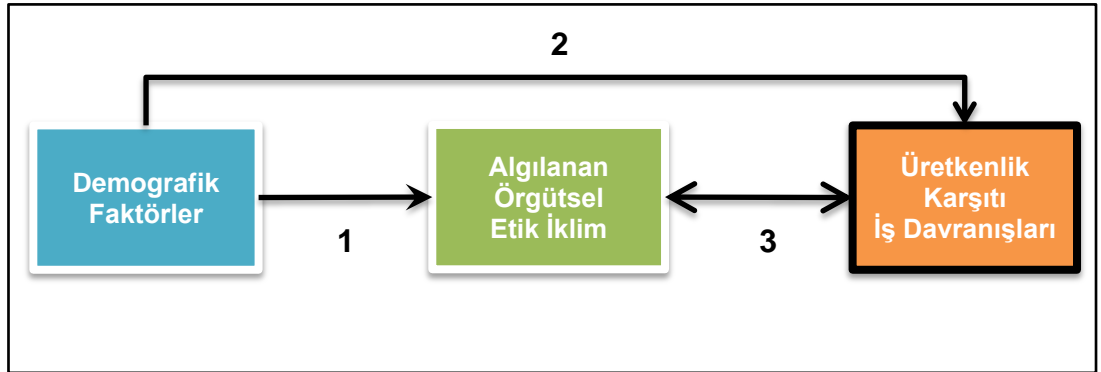 2
Demografik
Faktörler
1
Algılanan
Örgütsel
Etik İklim
3
Üretkenlik
Karşıtı
İş Davranışları